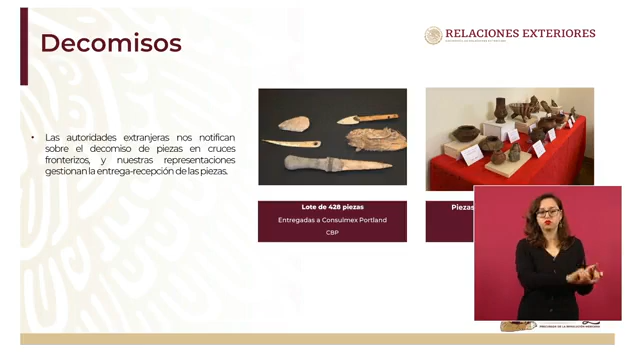 Decomisos
RELACIONES EXTERIORES
• Las autoridades extranjeras nos notifican
sobre el decomiso de piezas en cruces
fronterizos, y nuestras representaciones
gestionan la entrega-recepción de las piezas.
Lote de 428 piezas
Entregadas a Consulmex Portland
CBP
Piezas